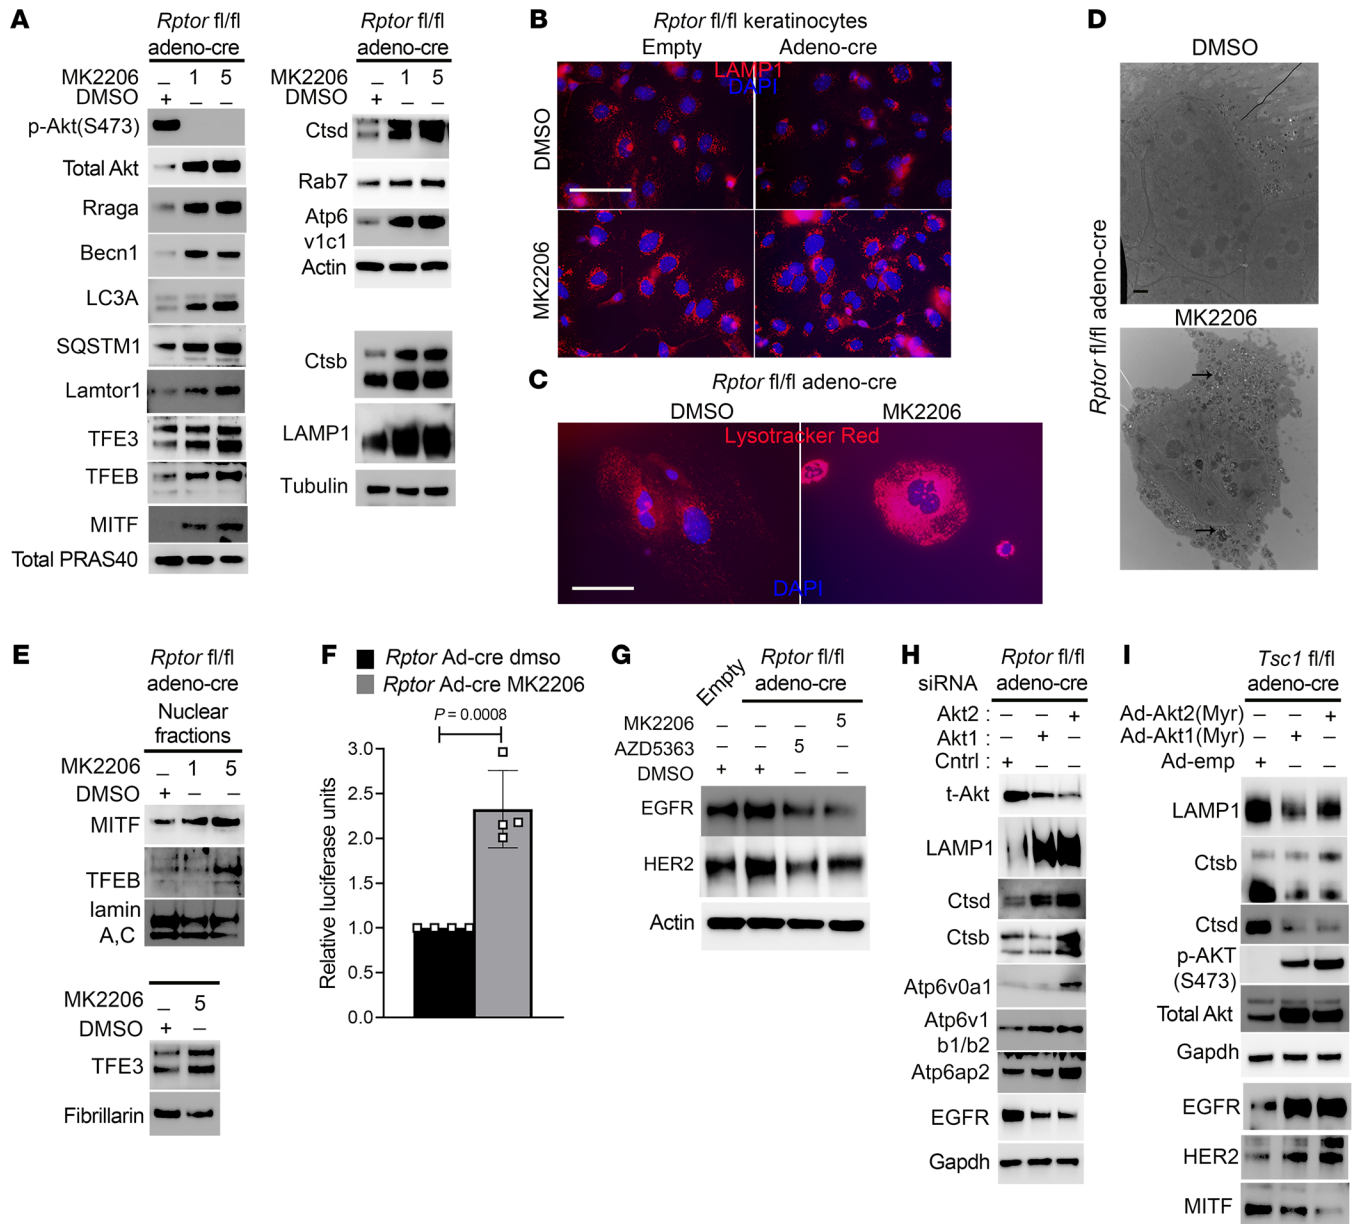 A
Rptor fl/fl
adeno-cre
MK2206 – 1 5
DMSO + – –
p-Akt(S473)
Total Akt
Rraga
Becn1
LC3A
SQSTM1
Lamtor1
TFE3
TFEB
MITF
Total PRAS40
Rptor fl/fl
adeno-cre
MK2206 – 1 5
DMSO + – –
Ctsd
Rab7
Atp6
v1c1
Actin
Ctsb
LAMP1
Tubulin
B
Rptor fl/fl keratinocytes
Empty Adeno-cre
LAMP1
DAPI
DMSO
MK2206
C
Rptor fl/fl adeno-cre
DMSO MK2206
Lysotracker Red
DAPI
D
DMSO
MK2206
Rptor fl/fl adeno-cre
E
Rptor fl/fl
adeno-cre
Nuclear
fractions
MK2206 – 1 5
DMSO + – –
MITF
TFEB
lamin
A,C
MK2206 – 5
DMSO + –
TFE3
Fibrillarin
F
Rptor Ad-cre dmso
Rptor Ad-cre MK2206
P = 0.0008
Relative luciferase units
3.0
2.5
2.0
1.5
1.0
0.5
0.0
G
Empty
Rptor fl/fl
adeno-cre
MK2206 – – – 5
AZD5363 – – 5 –
DMSO + + – –
EGFR
HER2
Actin
H
Rptor fl/fl
siRNA adeno-cre
Akt2 : – – +
Akt1 : – + –
Cntrl : + – –
t-Akt
LAMP1
Ctsd
Ctsb
Atp6v0a1
Atp6v1
b1/b2
Atp6ap2
EGFR
Gapdh
I
Tsc1 fl/fl
adeno-cre
Ad-Akt2(Myr) – – +
Ad-Akt1(Myr) – + –
Ad-emp + – –
LAMP1
Ctsb
Ctsd
p-AKT
(S473)
Total Akt
Gapdh
EGFR
HER2
MITF